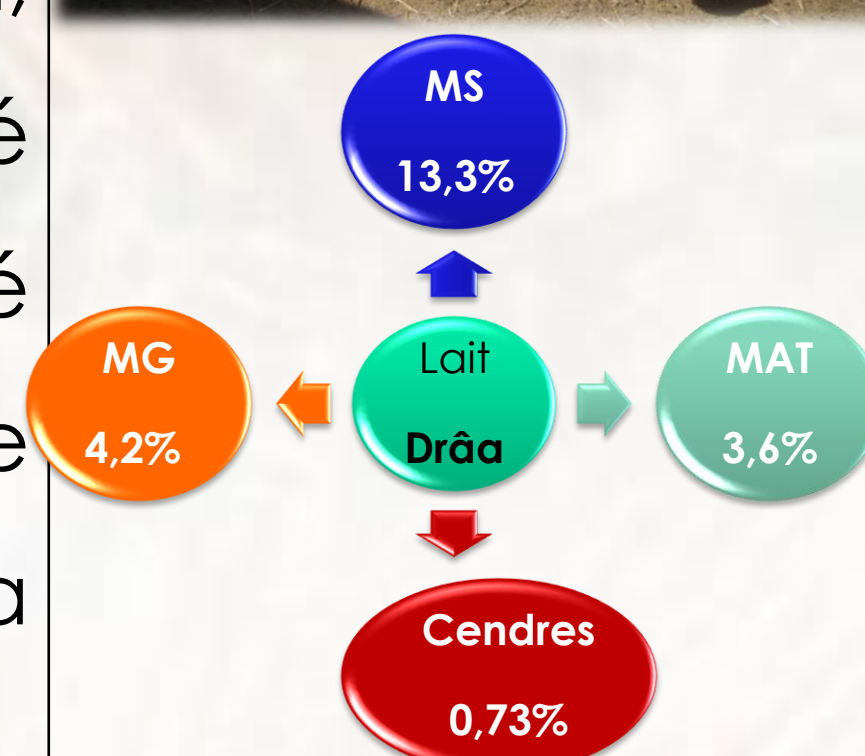 é
é
e
a
MS
13,3%
MG
4,2%
Lait
Drâa
MAT
3,6%
Cendres
0,73%